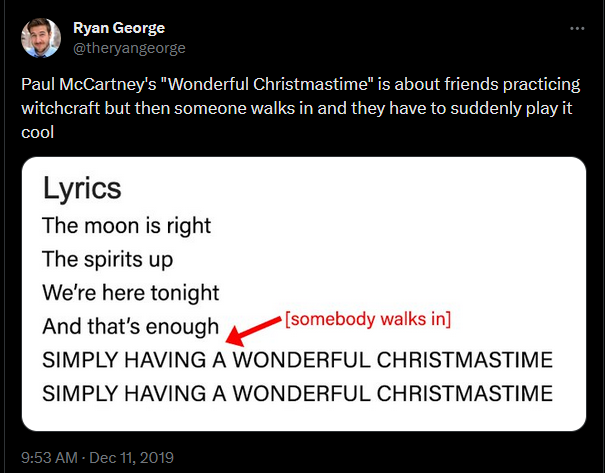 Ryan George
@theryangeorge
Paul McCartney's "Wonderful Christmastime" is about friends practicing
witchcraft but then someone walks in and they have to suddenly play it
cool
Lyrics
The moon is right
The spirits up
We're here tonight
And that's enough
[somebody walks in]
SIMPLY HAVING A WONDERFUL CHRISTMASTIME
SIMPLY HAVING A WONDERFUL CHRISTMASTIME
9:53 AM · Dec 11, 2019